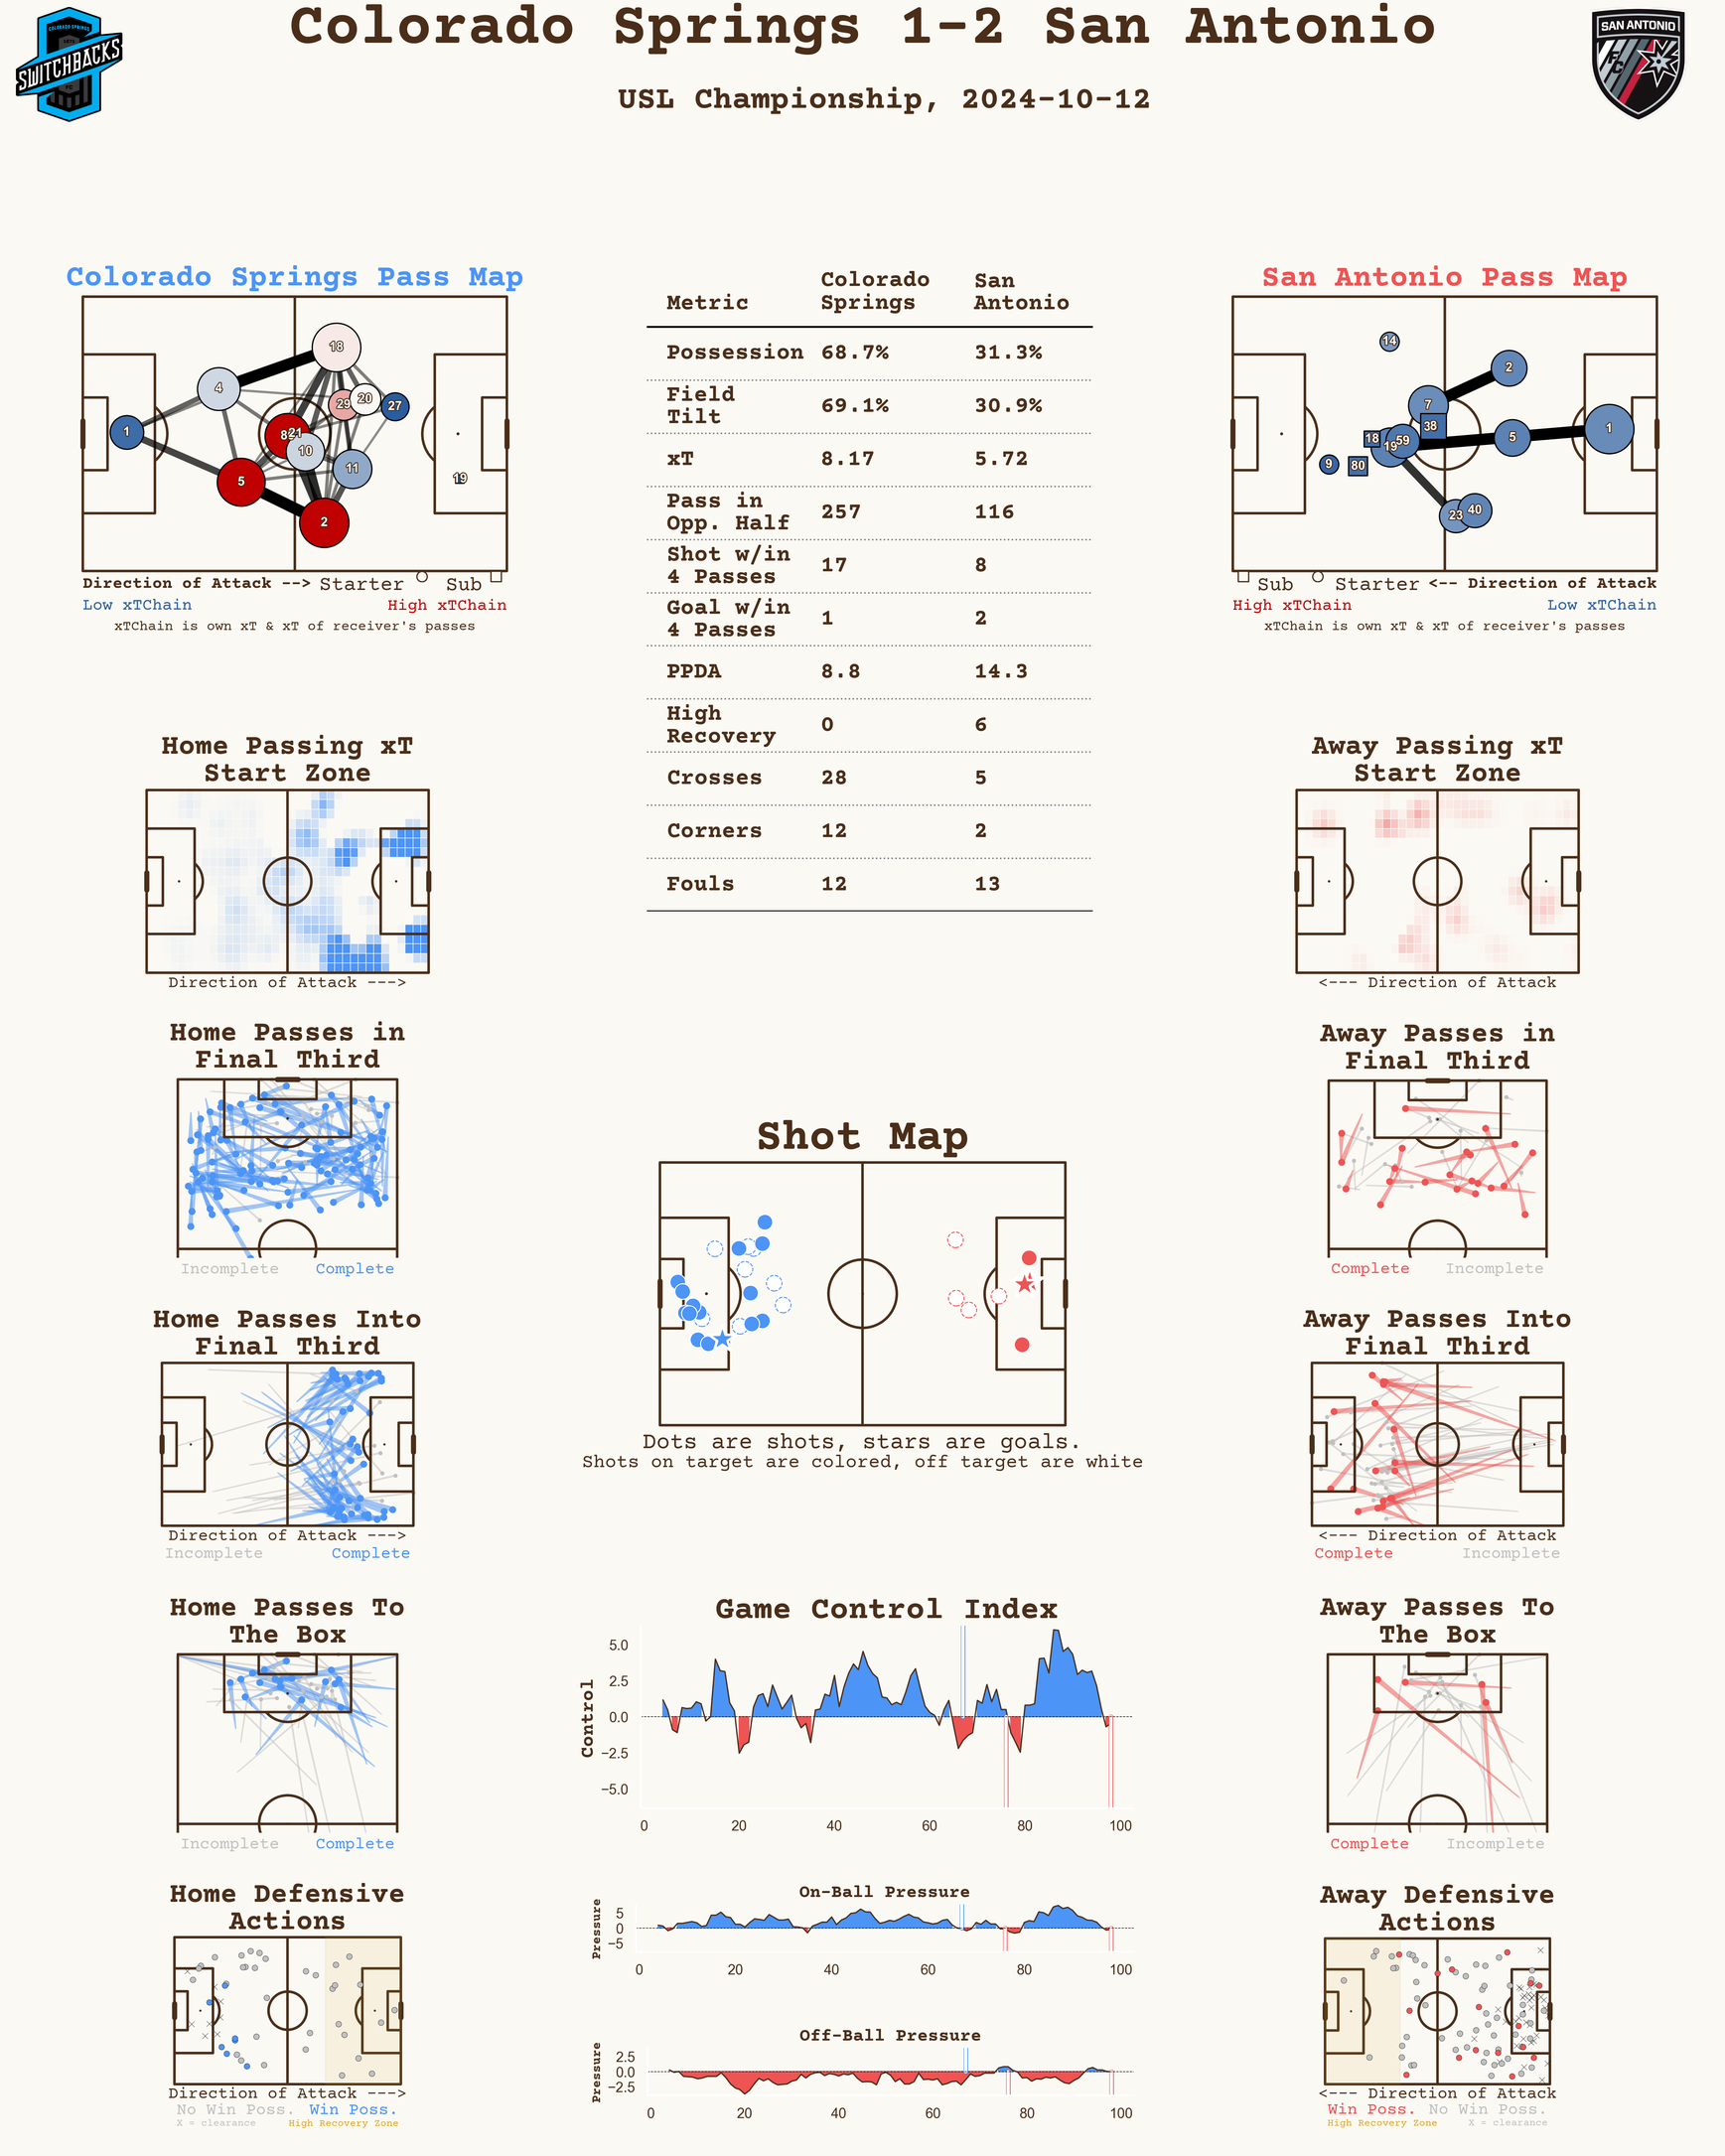 Colorado Springs 1-2 San Antonio
USL Championship, 2024-10-12
SWITCHBACKS
FC
SAN ANTONIO
FC
Colorado Springs Pass Map
18
4
29
20
27
1
8
21
10
11
5
19
2
Direction of Attack --> Starter Sub
Low xTChain High xTChain
xTChain is own xT & xT of receiver's passes
Metric Colorado Springs San Antonio
Possession 68.7% 31.3%
Field Tilt 69.1% 30.9%
xT 8.17 5.72
Pass in Opp. Half 257 116
Shot w/in 4 Passes 17 8
Goal w/in 4 Passes 1 2
PPDA 8.8 14.3
High Recovery 0 6
Crosses 28 5
Corners 12 2
Fouls 12 13
San Antonio Pass Map
14
2
7
38
1
18
19
59
5
9
80
23
40
Sub Starter <-- Direction of Attack
High xTChain Low xTChain
xTChain is own xT & xT of receiver's passes
Home Passing xT
Start Zone
Direction of Attack --->
Away Passing xT
Start Zone
<--- Direction of Attack
Home Passes in
Final Third
Incomplete Complete
Away Passes in
Final Third
Complete Incomplete
Shot Map
Dots are shots, stars are goals.
Shots on target are colored, off target are white
Home Passes Into
Final Third
Direction of Attack --->
Incomplete Complete
Away Passes Into
Final Third
<--- Direction of Attack
Complete Incomplete
Home Passes To
The Box
Incomplete Complete
Game Control Index
Control
5.0
2.5
0.0
−2.5
−5.0
0 20 40 60 80 100
Away Passes To
The Box
Complete Incomplete
Home Defensive
Actions
Direction of Attack --->
No Win Poss. Win Poss.
X = clearance High Recovery Zone
On-Ball Pressure
Pressure
5
0
−5
0 20 40 60 80 100
Off-Ball Pressure
Pressure
2.5
0.0
−2.5
0 20 40 60 80 100
Away Defensive
Actions
<--- Direction of Attack
Win Poss. No Win Poss.
High Recovery Zone X = clearance